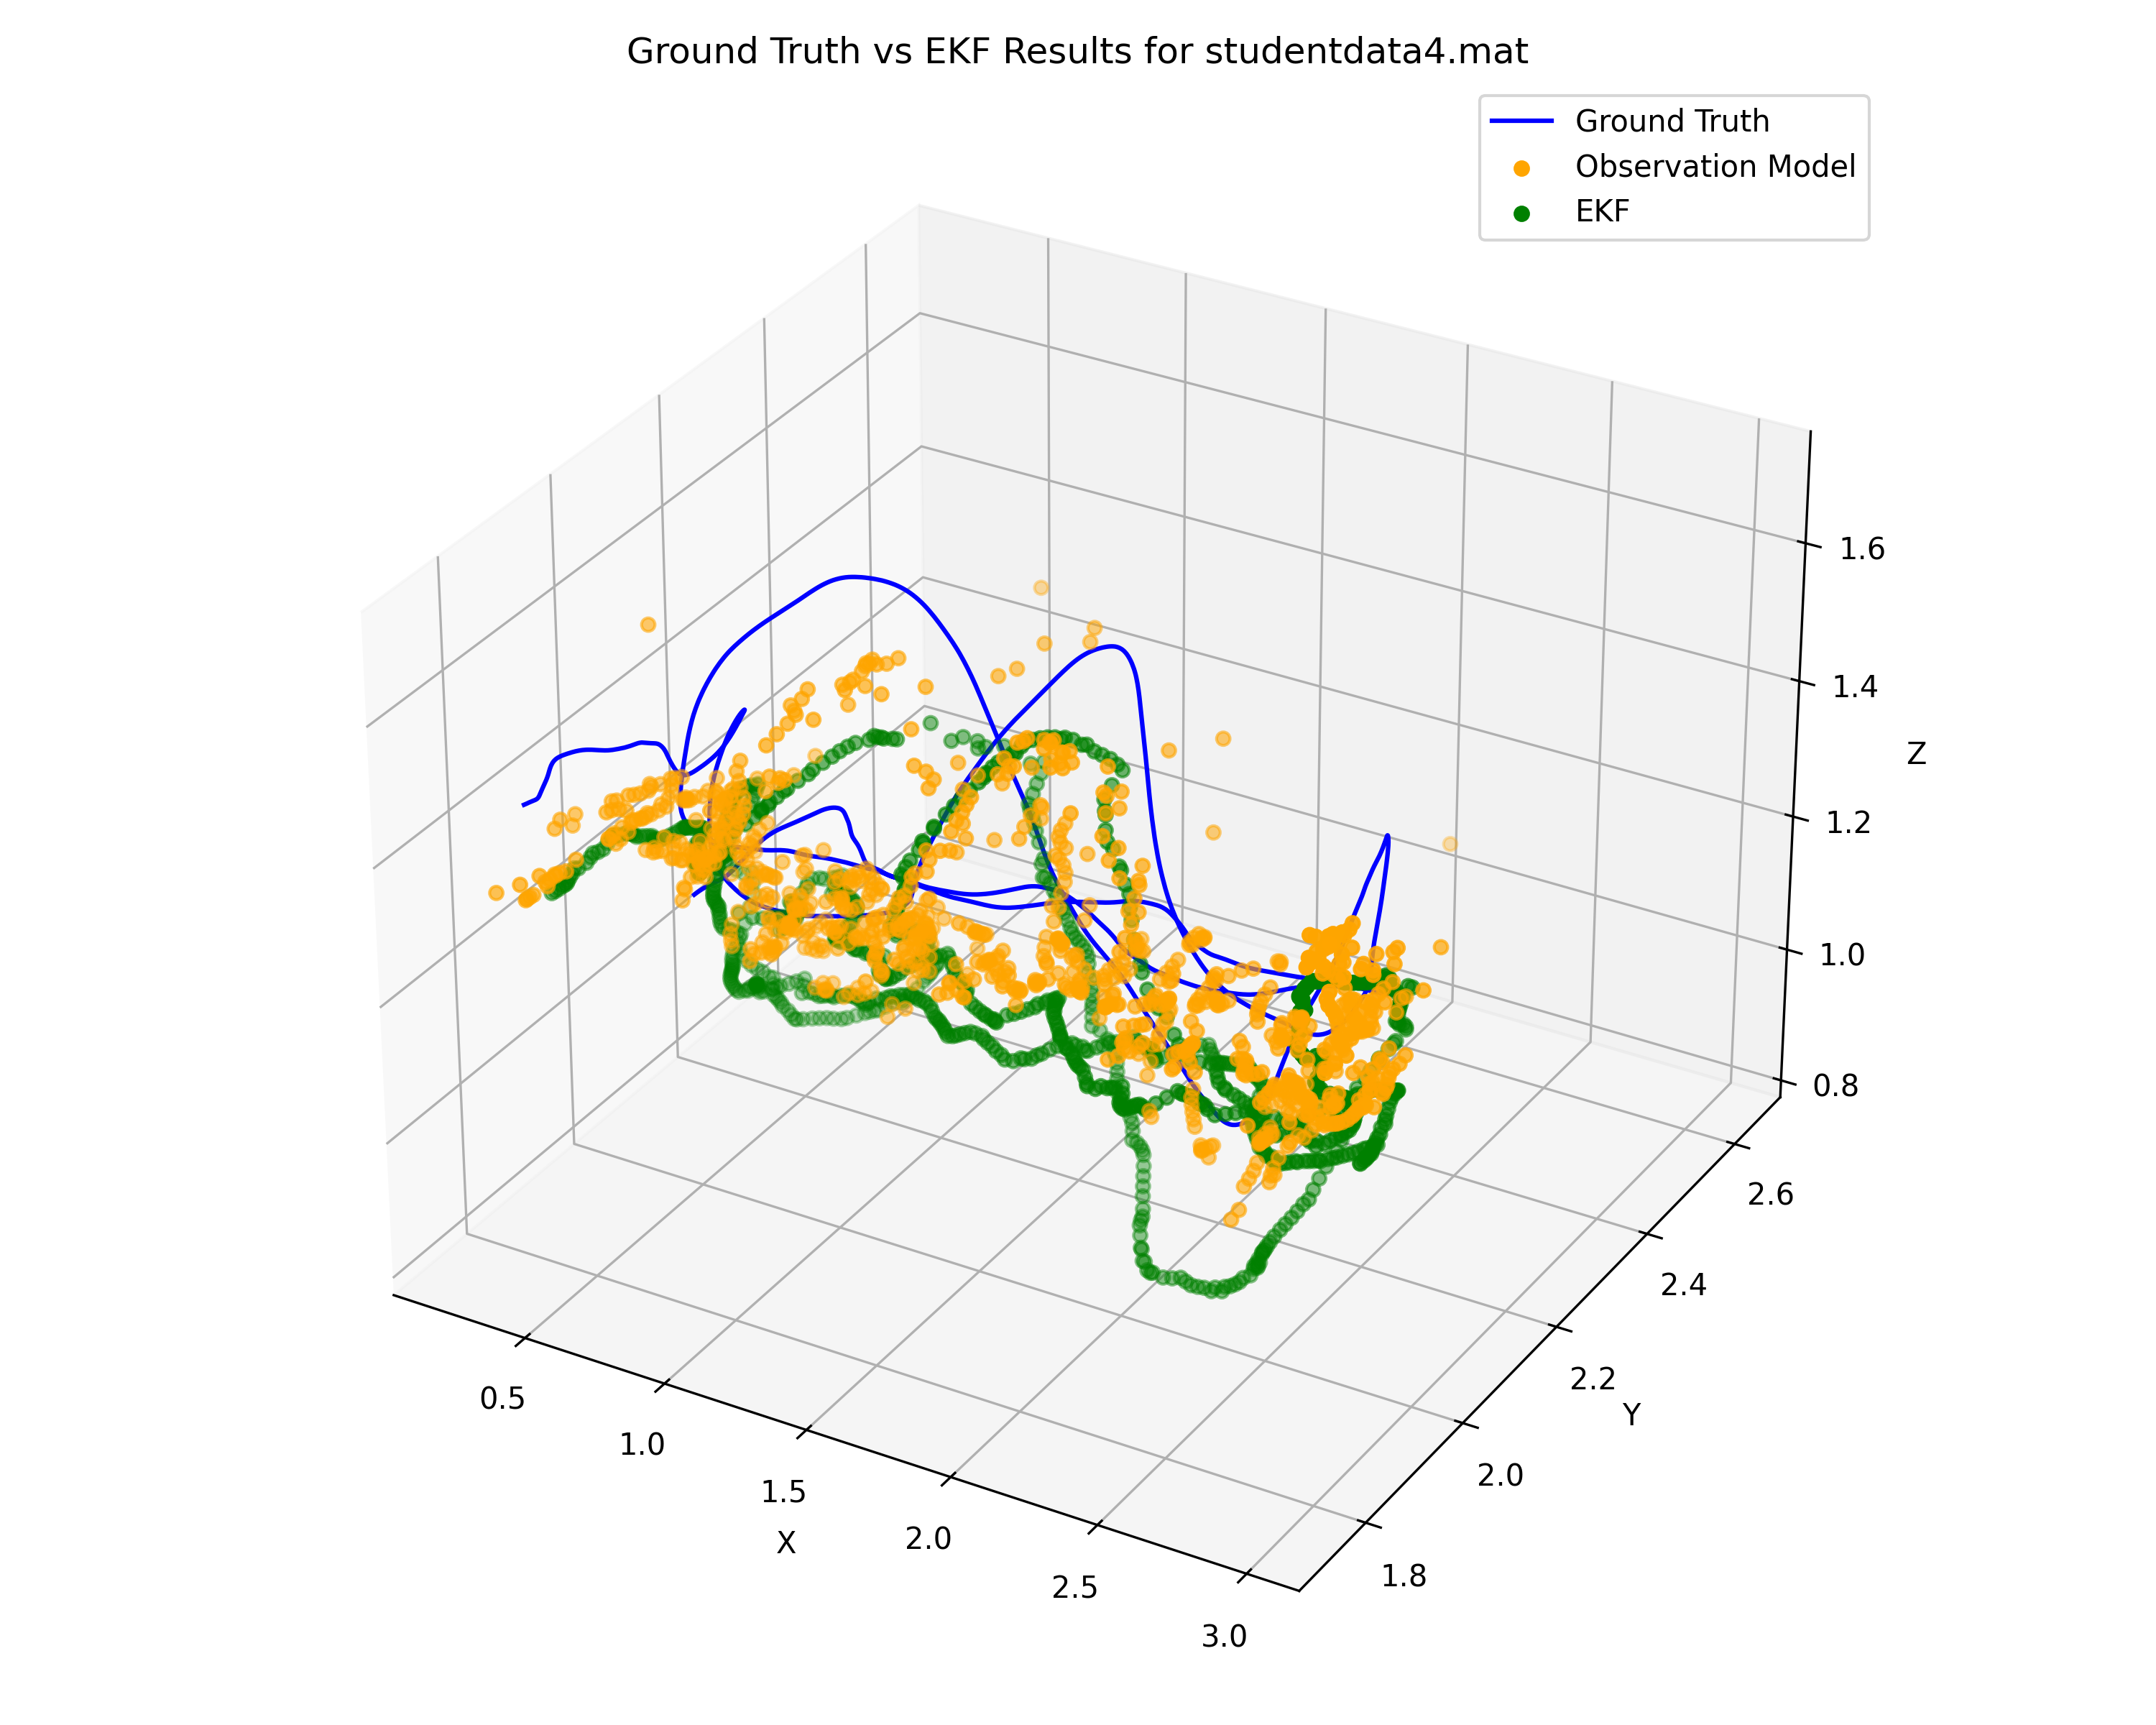 Ground Truth vs EKF Results for studentdata4.mat
Ground Truth
Observation Model
EKF
1.6
1.4
Z
1.2
1.0
0.8
2.6
2.4
2.2
Y
2.0
1.8
0.5
1.0
1.5
X
2.0
2.5
3.0